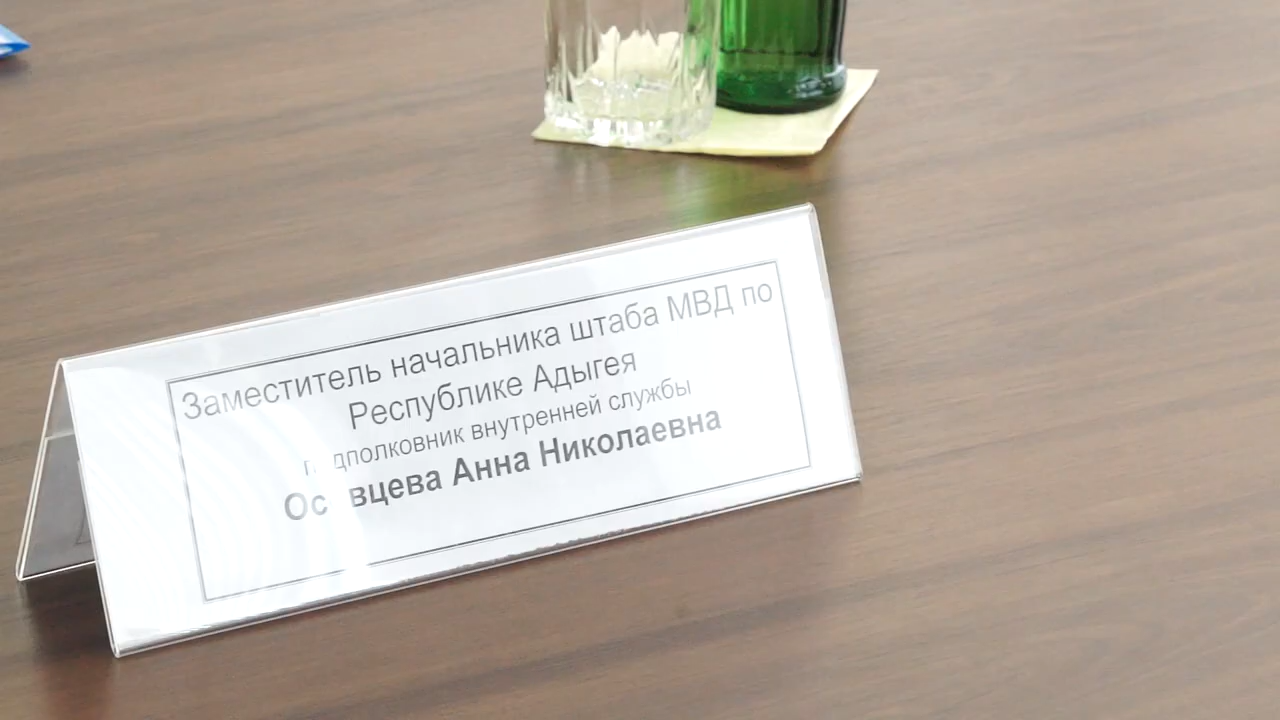 Заместитель начальника штаба МВД по
Республике Адыгея
подполковник внутренней службы
Анна Николаевна